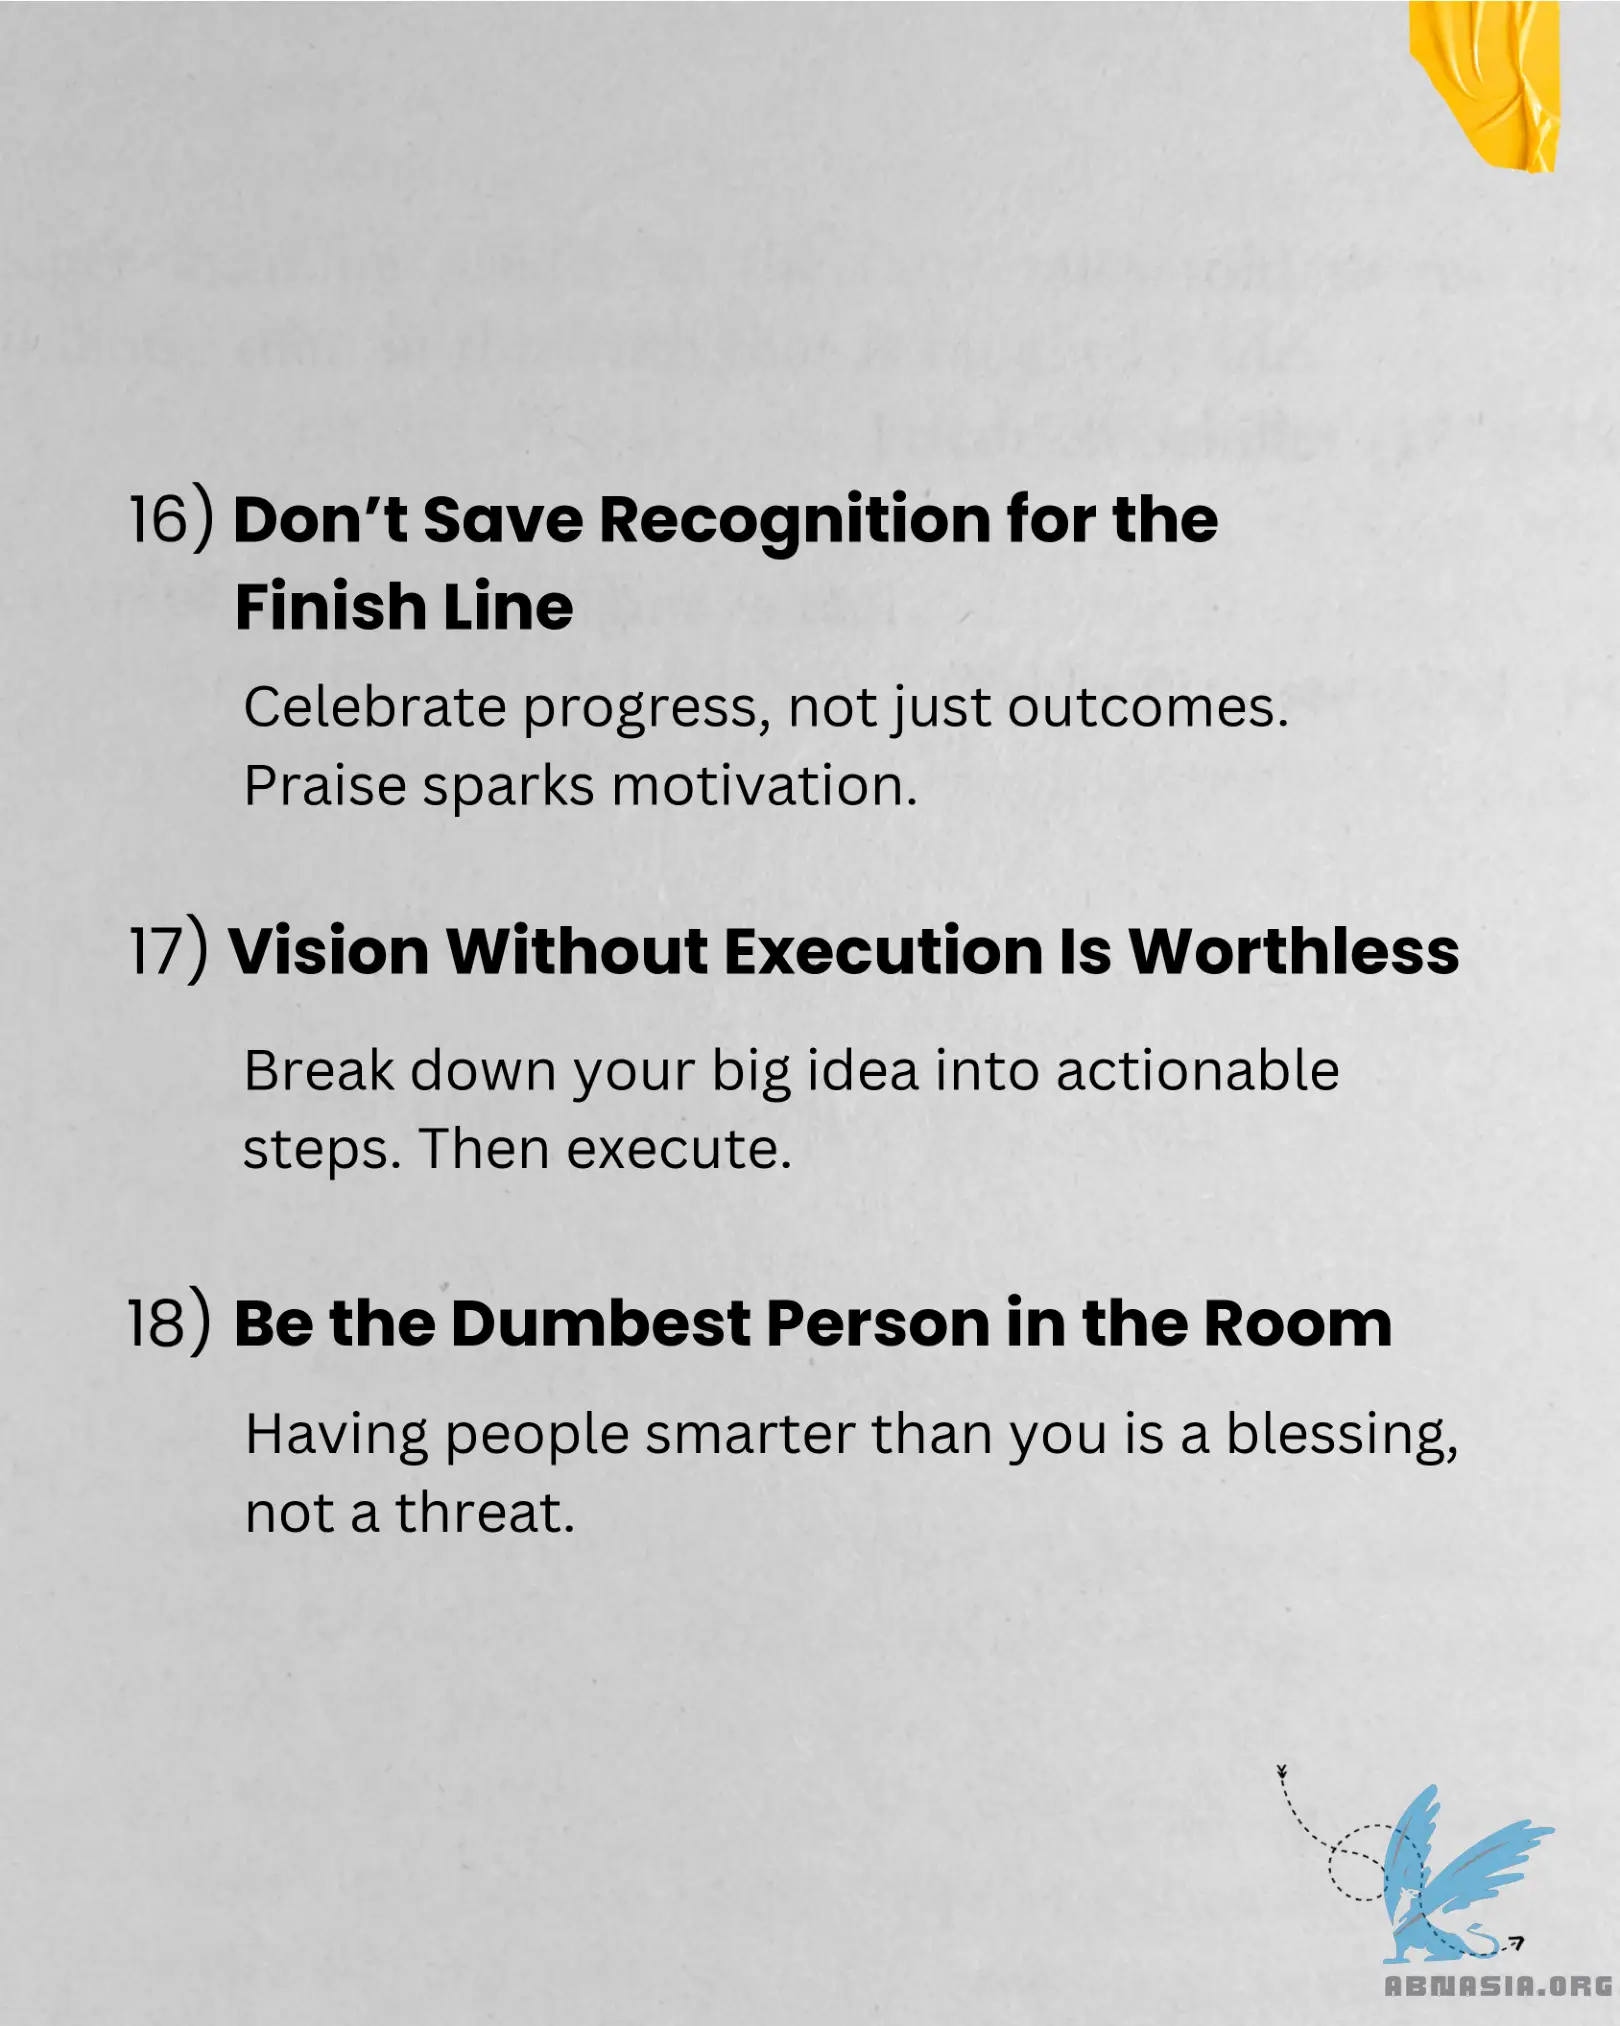 16) Don’t Save Recognition for the
Finish Line
Celebrate progress, not just outcomes.
Praise sparks motivation.
17) Vision Without Execution Is Worthless
Break down your big idea into actionable
steps. Then execute.
18) Be the Dumbest Person in the Room
Having people smarter than you is a blessing,
not a threat.
ABNASIA.ORG